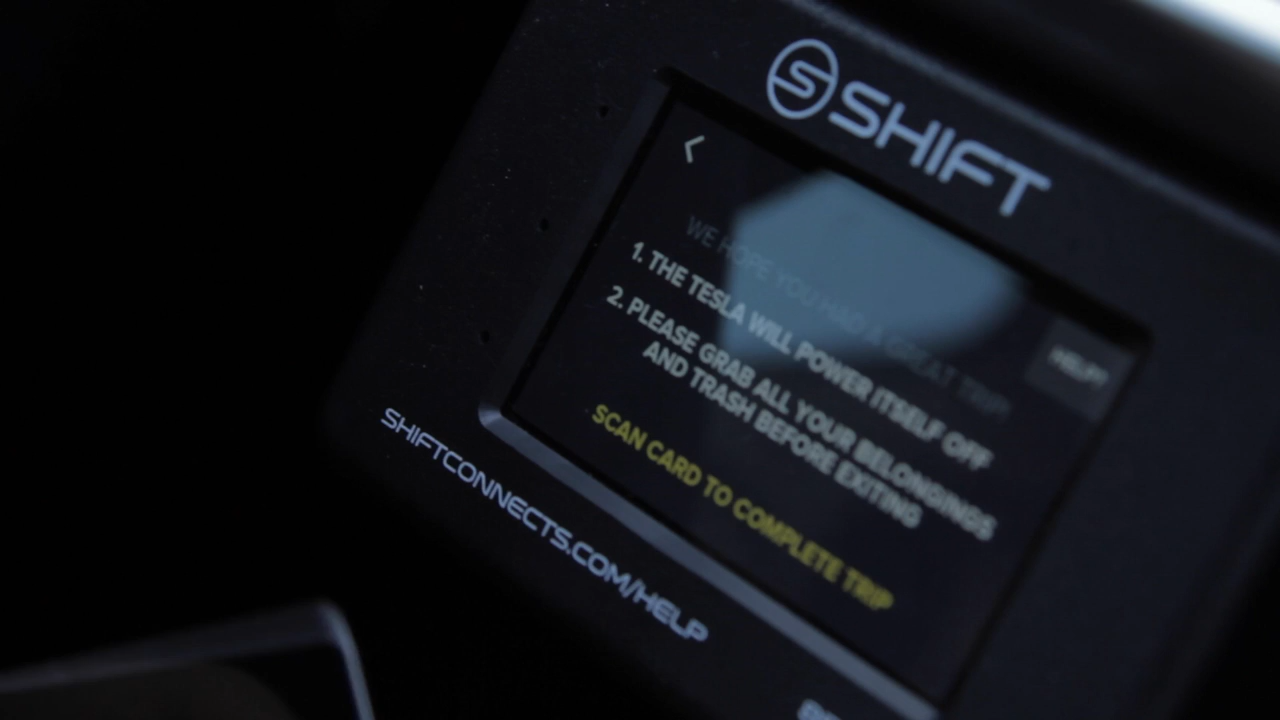 SHIFT
WE HOPE YOU HAD A GREAT TRIP!
HELP?
1. THE TESLA WILL POWER ITSELF OFF
2. PLEASE GRAB ALL YOUR BELONGINGS
AND TRASH BEFORE EXITING
SCAN CARD TO COMPLETE TRIP
SHIFTCONNECTS.COM/HELP